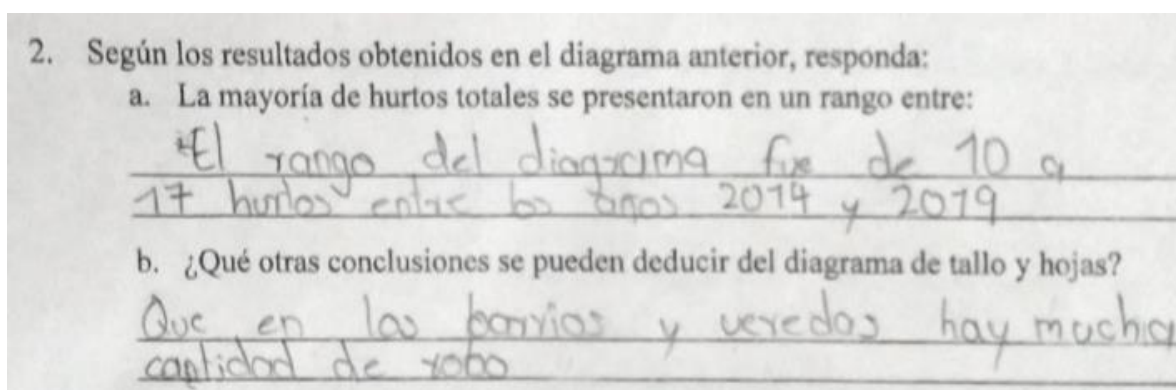 2. Según los resultados obtenidos en el diagrama anterior, responda:
a. La mayoría de hurtos totales se presentaron en un rango entre:
El rango del diagrama fue de 10 a
17 hurtos entre los años 2014 y 2019
b. ¿Qué otras conclusiones se pueden deducir del diagrama de tallo y hojas?
Que en los barrios y veredas hay mucha
cantidad de robo